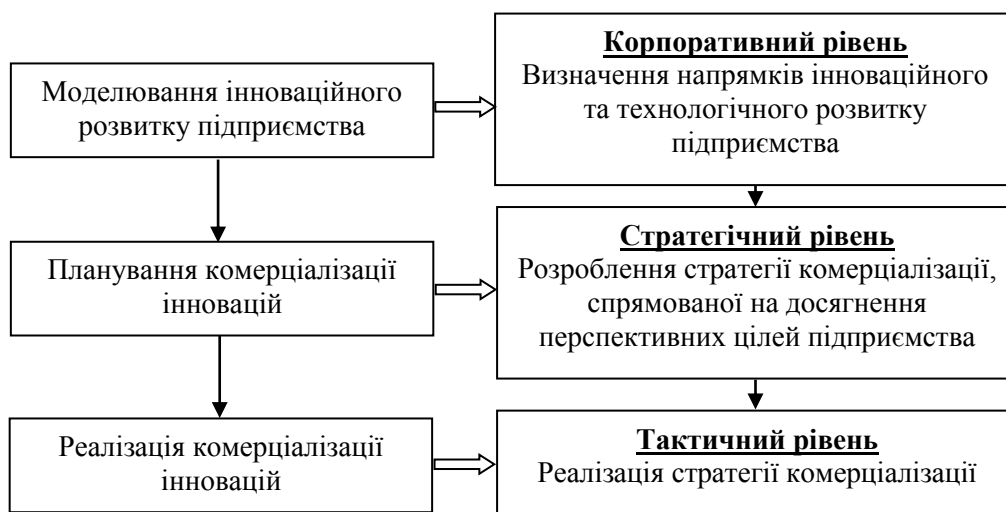 Моделювання інноваційного
розвитку підприємства
Корпоративний рівень
Визначення напрямків інноваційного
та технологічного розвитку
підприємства
Планування комерціалізації
інновацій
Стратегічний рівень
Розроблення стратегії комерціалізації,
спрямованої на досягнення
перспективних цілей підприємства
Реалізація комерціалізації
інновацій
Тактичний рівень
Реалізація стратегії комерціалізації